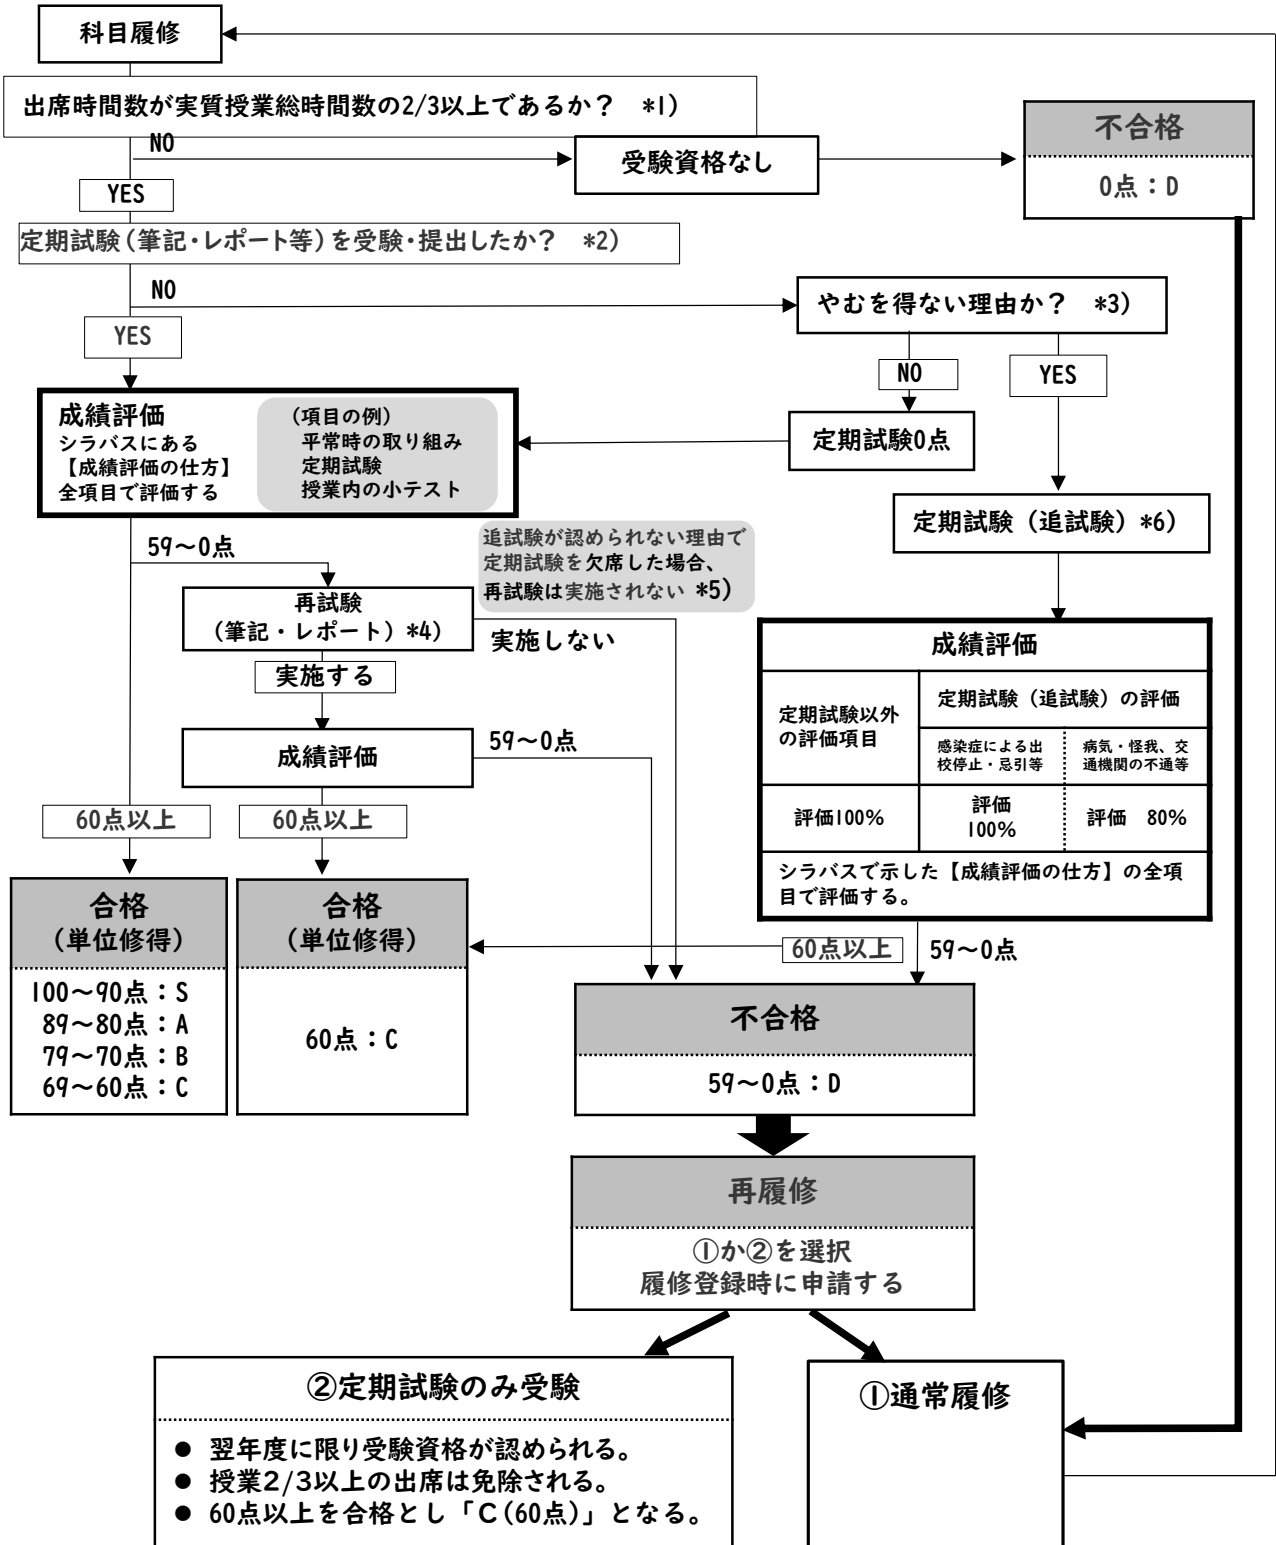 科目履修
出席時間数が実質授業総時間数の2/3以上であるか？ *1)
NO
受験資格なし
不合格
0点：D
YES
定期試験（筆記・レポート等）を受験・提出したか？ *2)
NO
やむを得ない理由か？ *3)
YES
NO
YES
成績評価
シラバスにある
【成績評価の仕方】
全項目で評価する
（項目の例）
平常時の取り組み
定期試験
授業内の小テスト
定期試験0点
定期試験（追試験）*6)
59～0点
追試験が認められない理由で
定期試験を欠席した場合、
再試験は実施されない *5)
再試験
（筆記・レポート）*4)
実施しない
実施する
成績評価
59～0点
60点以上
60点以上
成績評価
定期試験以外
の評価項目
定期試験（追試験）の評価
感染症による出
校停止・忌引等
病気・怪我、交
通機関の不通等
評価100%
評価
100%
評価 80%
シラバスで示した【成績評価の仕方】の全項
目で評価する。
合格
（単位修得）
100～90点：S
89～80点：A
79～70点：B
69～60点：C
合格
（単位修得）
60点：C
60点以上
59～0点
不合格
59～0点：D
再履修
①か②を選択
履修登録時に申請する
②定期試験のみ受験
● 翌年度に限り受験資格が認められる。
● 授業2/3以上の出席は免除される。
● 60点以上を合格とし「C(60点)」となる。
①通常履修